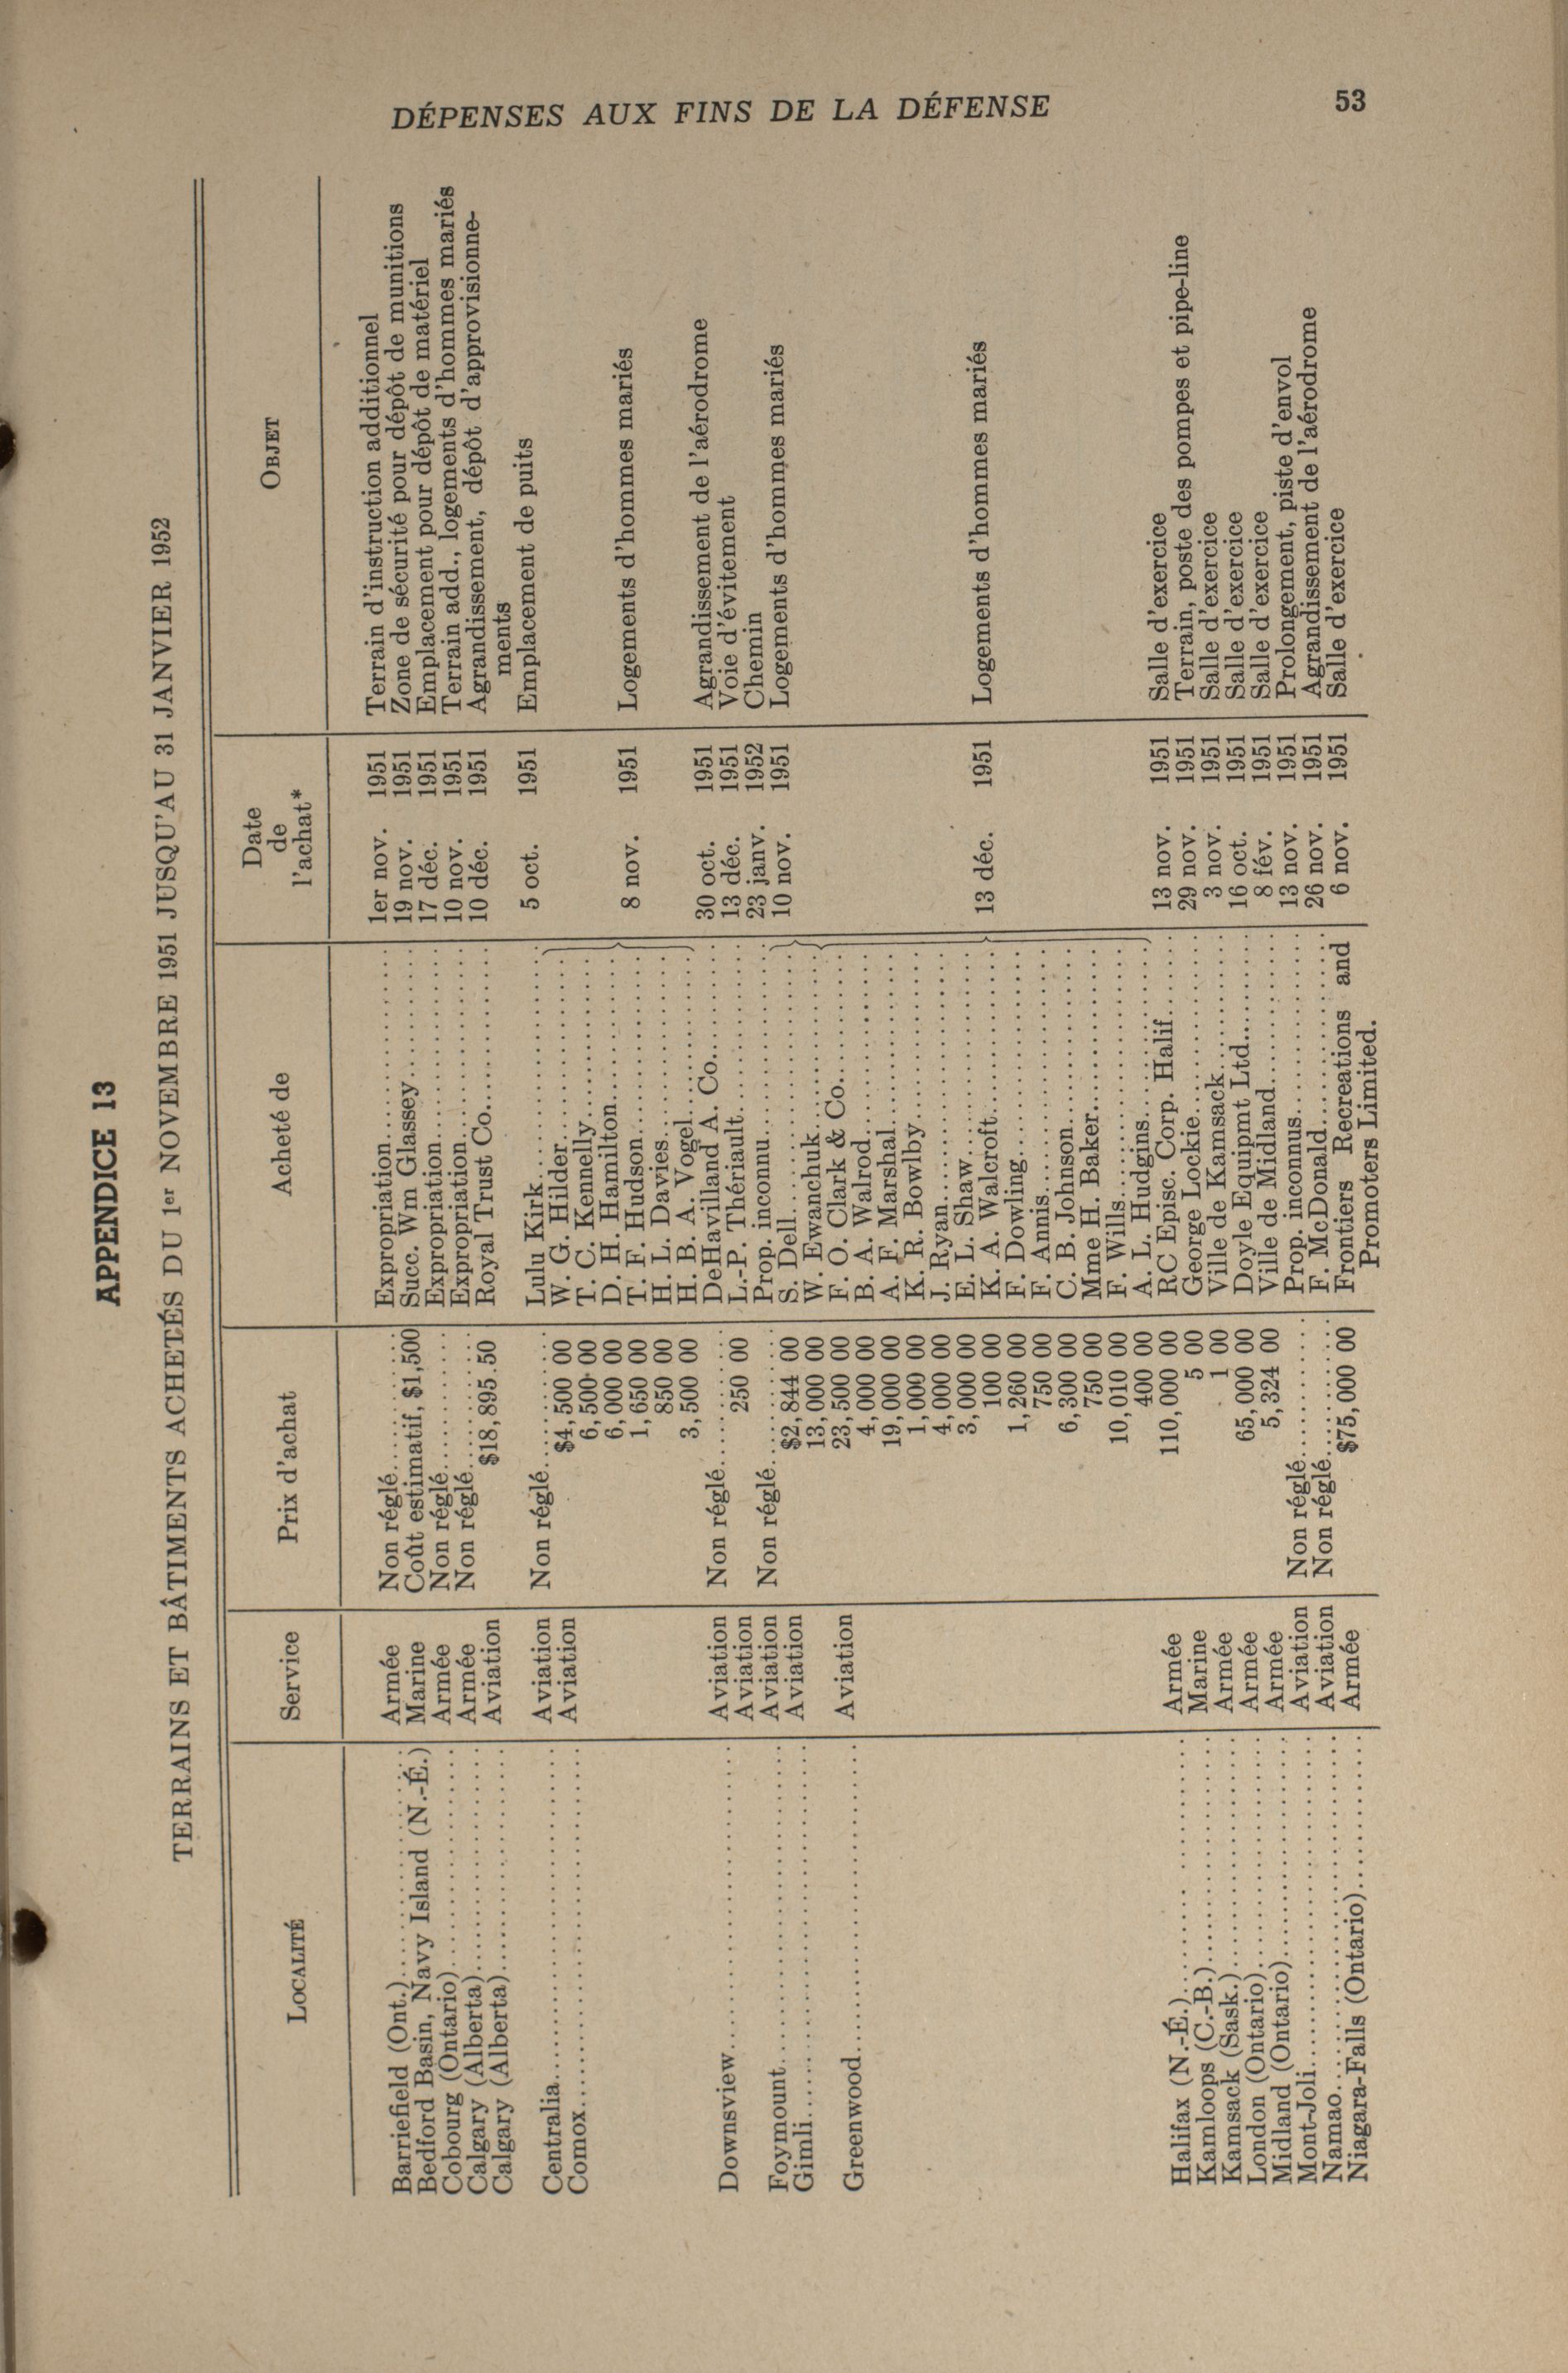 DÉPENSES AUX FINS DE LA DÉFENSE 53
APPENDICE 13
TERRAINS ET BÂTIMENTS ACHETÉS DU 1er NOVEMBRE 1951 JUSQU'AU 31 JANVIER 1952
LOCALITÉ Service Prix d'achat Acheté de Date de l'achat* OBJET
Barriefield (Ont.) Armée Non réglé Expropriation 1er nov. 1951 Terrain d'instruction additionnel
Bedford Basin, Navy Island (N.-É.) Marine Coût estimatif, $1,500 Succ. Wm Glassey 19 nov. 1951 Zone de sécurité pour dépôt de munitions
Cobourg (Ontario) Armée Non réglé Expropriation 17 déc. 1951 Emplacement pour dépôt de matériel
Calgary (Alberta) Armée Non réglé Expropriation 10 nov. 1951 Terrain add., logements d'hommes mariés
Calgary (Alberta) Aviation $18,895.50 Royal Trust Co. 10 déc. 1951 Agrandissement, dépôt d'approvisionne-
ments
Centralia Aviation Non réglé Lulu Kirk 5 oct. 1951 Emplacement de puits
Comox Aviation $4,500 00 W. G. Hilder
6,500 00 T. C. Kennelly
6,000 00 D. H. Hamilton
1,650 00 T. F. Hudson 8 nov. 1951 Logements d'hommes mariés
850 00 H. L. Davies
3,500 00 H. B. A. Vogel
Downsview Aviation Non réglé DeHavilland A. Co. 30 oct. 1951 Agrandissement de l'aérodrome
Aviation 250 00 L.-P. Thériault 13 déc. 1951 Voie d'évitement
Foymount Aviation Non réglé Prop. inconnu 23 janv. 1952 Chemin
Gimli Aviation $2,844 00 S. Dell 10 nov. 1951 Logements d'hommes mariés
13,000 00 W. Ewanchuk
Greenwood Aviation 23,500 00 F. O. Clark & Co.
4,000 00 B. A. Walrod
19,000 00 A. F. Marshal
1,000 00 K. R. Bowlby
4,000 00 J. Ryan
3,000 00 E. L. Shaw
100 00 K. A. Walcroft 13 déc. 1951 Logements d'hommes mariés
1,260 00 F. Dowling
750 00 F. Annis
6,300 00 C. B. Johnson
750 00 Mme H. Baker
10,010 00 F. Wills
400 00 A. L. Hudgins
Halifax (N.-É.) Armée 110,000 00 RC Episc. Corp. Halif. 13 nov. 1951 Salle d'exercice
Kamloops (C.-B.) Marine 5 00 George Lockie 29 nov. 1951 Terrain, poste des pompes et pipe-line
Kamsack (Sask.) Armée 1 00 Ville de Kamsack 3 nov. 1951 Salle d'exercice
London (Ontario) Armée 65,000 00 Doyle Equipmt Ltd. 16 oct. 1951 Salle d'exercice
Midland (Ontario) Armée 5,324 00 Ville de Midland 8 fév. 1951 Salle d'exercice
Mont-Joli Aviation Non réglé Prop. inconnus 13 nov. 1951 Prolongement, piste d'envol
Namao Aviation Non réglé F. McDonald 26 nov. 1951 Agrandissement de l'aérodrome
Niagara-Falls (Ontario) Armée $75,000 00 Frontiers Recreations and 6 nov. 1951 Salle d'exercice
Promoters Limited.